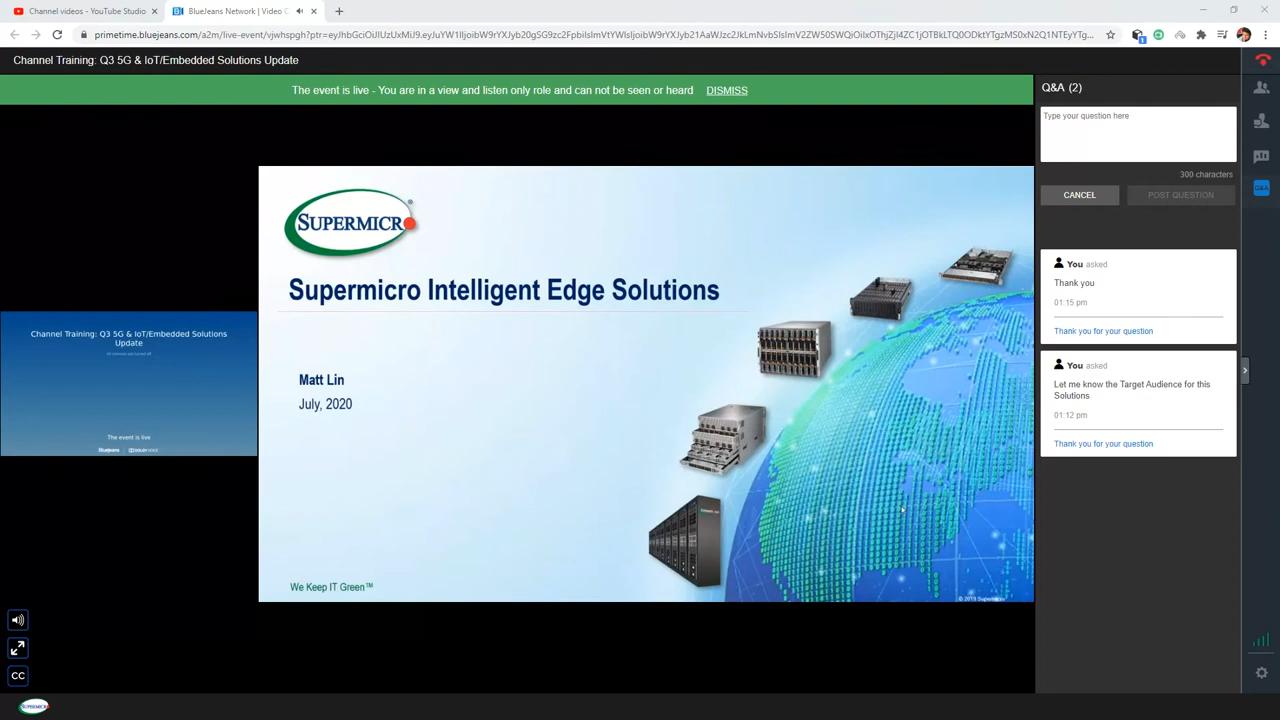 Channel videos - YouTube Studio
BlueJeans Network | Video C
Channel Training: Q3 5G & IoT/Embedded Solutions Update
The event is live - You are in a view and listen only role and can not be seen or heard DISMISS
Q&A (2)
Type your question here
300 characters
CANCEL
POST QUESTION
Q&A
You asked
Thank you
01:15 pm
Thank you for your question
You asked
Let me know the Target Audience for this
Solutions
01:12 pm
Thank you for your question
Channel Training: Q3 5G & IoT/Embedded Solutions
Update
The event is live
BlueJeans
SUPERMICRO
®
Supermicro Intelligent Edge Solutions
Matt Lin
July, 2020
We Keep IT Green™
© 2019 Supermicro
CC
SUPERMICRO